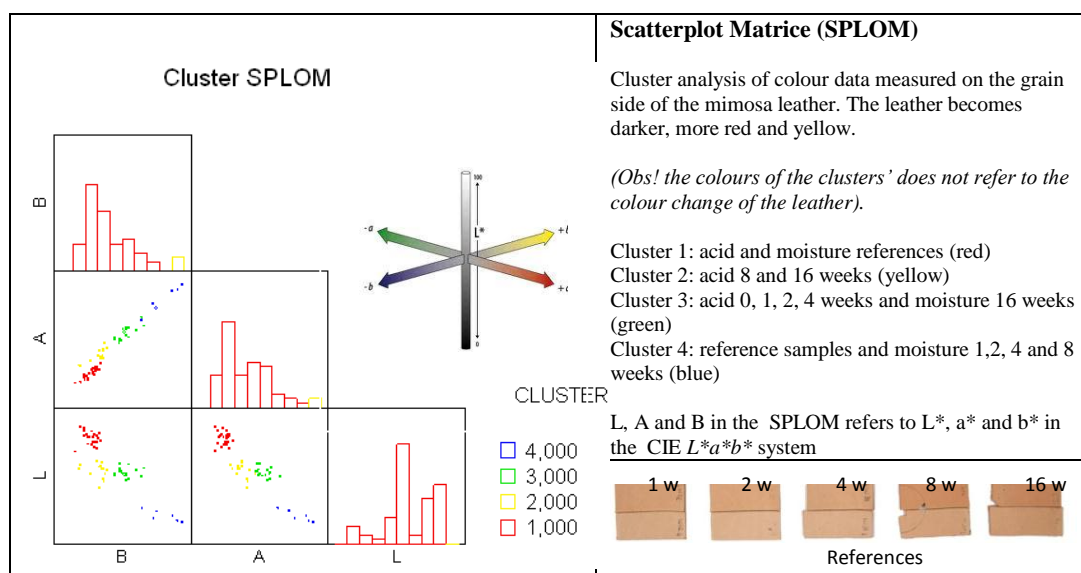 Cluster SPLOM
B
A
L
B
A
L
100
L*
0
-a
-b
CLUSTER
4,000
3,000
2,000
1,000
Scatterplot Matrice (SPLOM)
Cluster analysis of colour data measured on the grain
side of the mimosa leather. The leather becomes
darker, more red and yellow.
(Obs! the colours of the clusters’ does not refer to the
colour change of the leather).
Cluster 1: acid and moisture references (red)
Cluster 2: acid 8 and 16 weeks (yellow)
Cluster 3: acid 0, 1, 2, 4 weeks and moisture 16 weeks
(green)
Cluster 4: reference samples and moisture 1,2, 4 and 8
weeks (blue)
L, A and B in the SPLOM refers to L*, a* and b* in
the CIE L*a*b* system
1 w 2 w 4 w 8 w 16 w
References